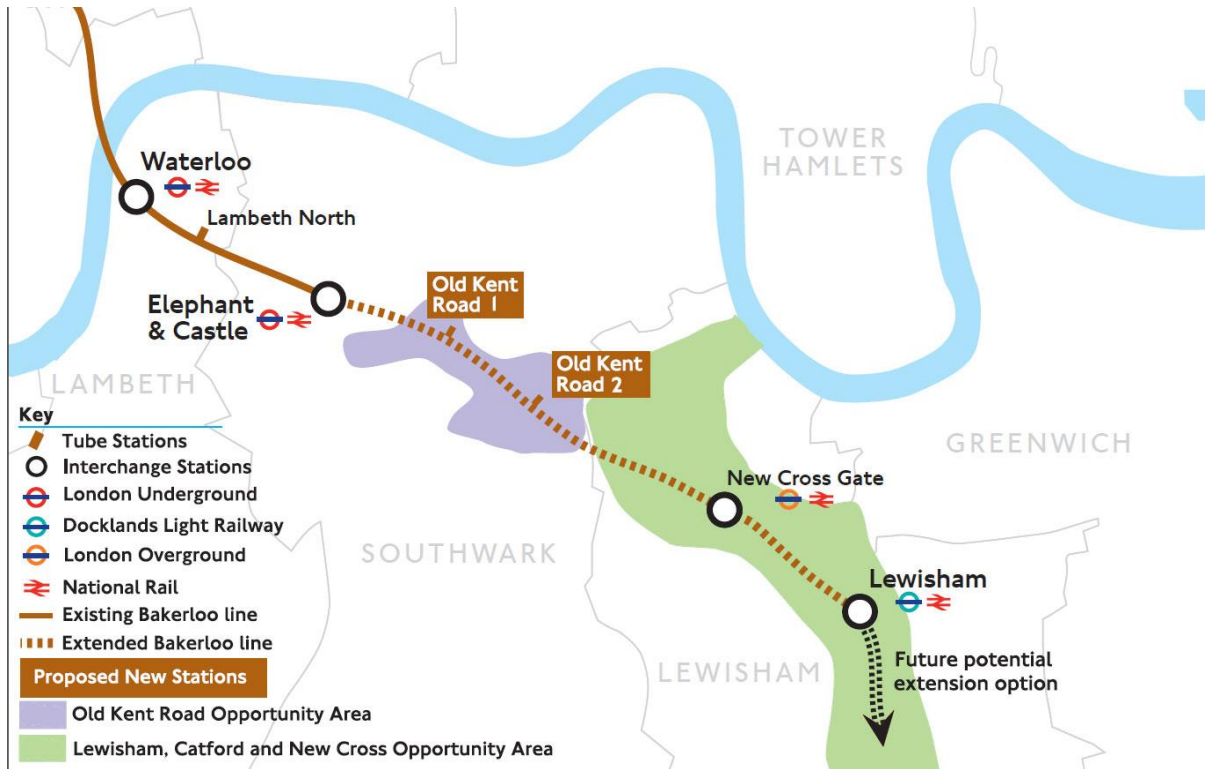 Waterloo
Lambeth North
TOWER
HAMLETS
Elephant
& Castle
Old Kent
Road 1
Old Kent
Road 2
LAMBETH
GREENWICH
New Cross Gate
SOUTHWARK
Lewisham
LEWISHAM
Future potential
extension option
Key
Tube Stations
Interchange Stations
London Underground
Docklands Light Railway
London Overground
National Rail
Existing Bakerloo line
Extended Bakerloo line
Proposed New Stations
Old Kent Road Opportunity Area
Lewisham, Catford and New Cross Opportunity Area